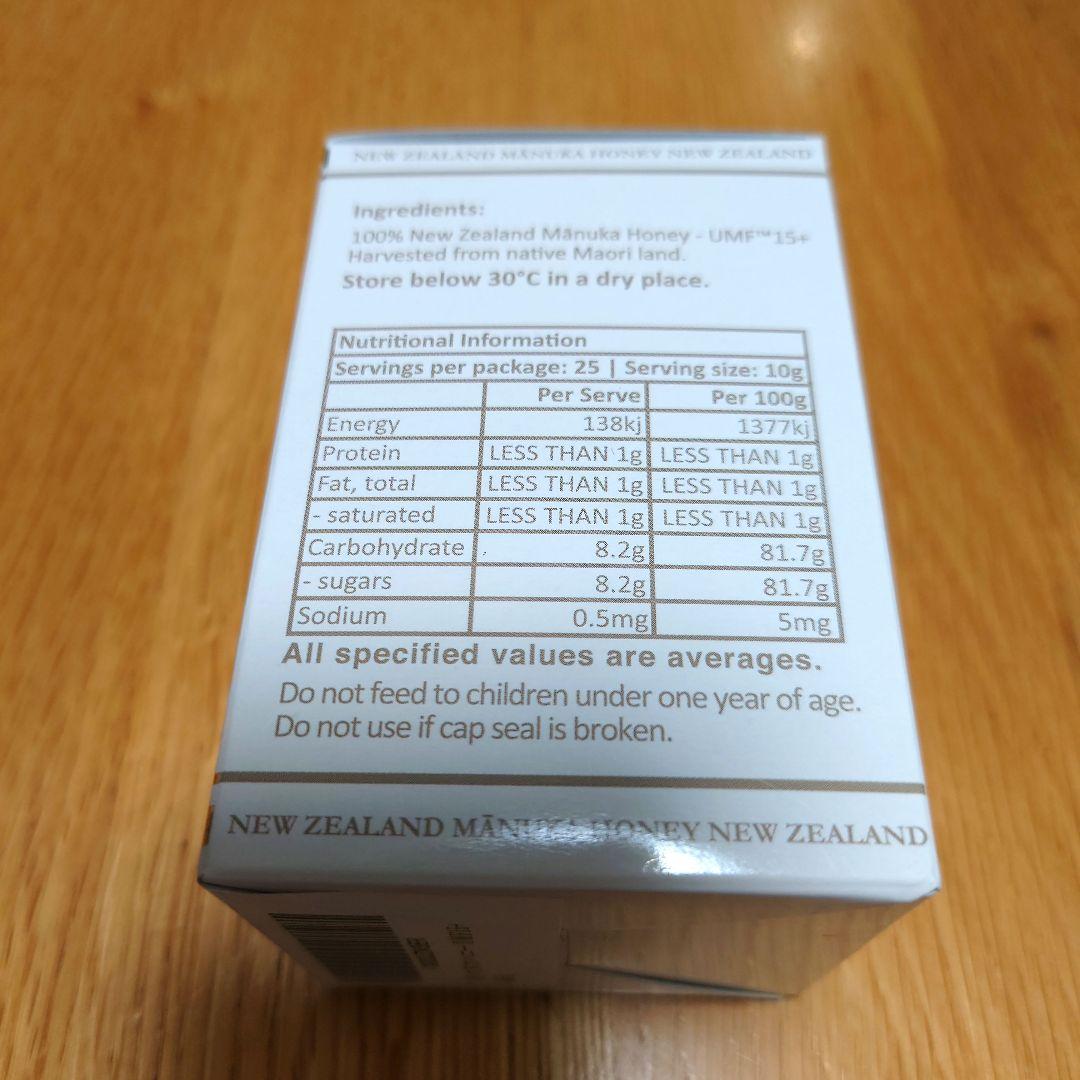 NEW ZEALAND MĀNUKA HONEY NEW ZEALAND
Ingredients:
100% New Zealand Mānuka Honey - UMF™15+
Harvested from native Maori land.
Store below 30°C in a dry place.
Nutritional Information
Servings per package: 25 | Serving size: 10g
Per Serve Per 100g
Energy 138kj 1377kj
Protein LESS THAN 1g LESS THAN 1g
Fat, total LESS THAN 1g LESS THAN 1g
- saturated LESS THAN 1g LESS THAN 1g
Carbohydrate 8.2g 81.7g
- sugars 8.2g 81.7g
Sodium 0.5mg 5mg
All specified values are averages.
Do not feed to children under one year of age.
Do not use if cap seal is broken.
NEW ZEALAND MĀNUKA HONEY NEW ZEALAND